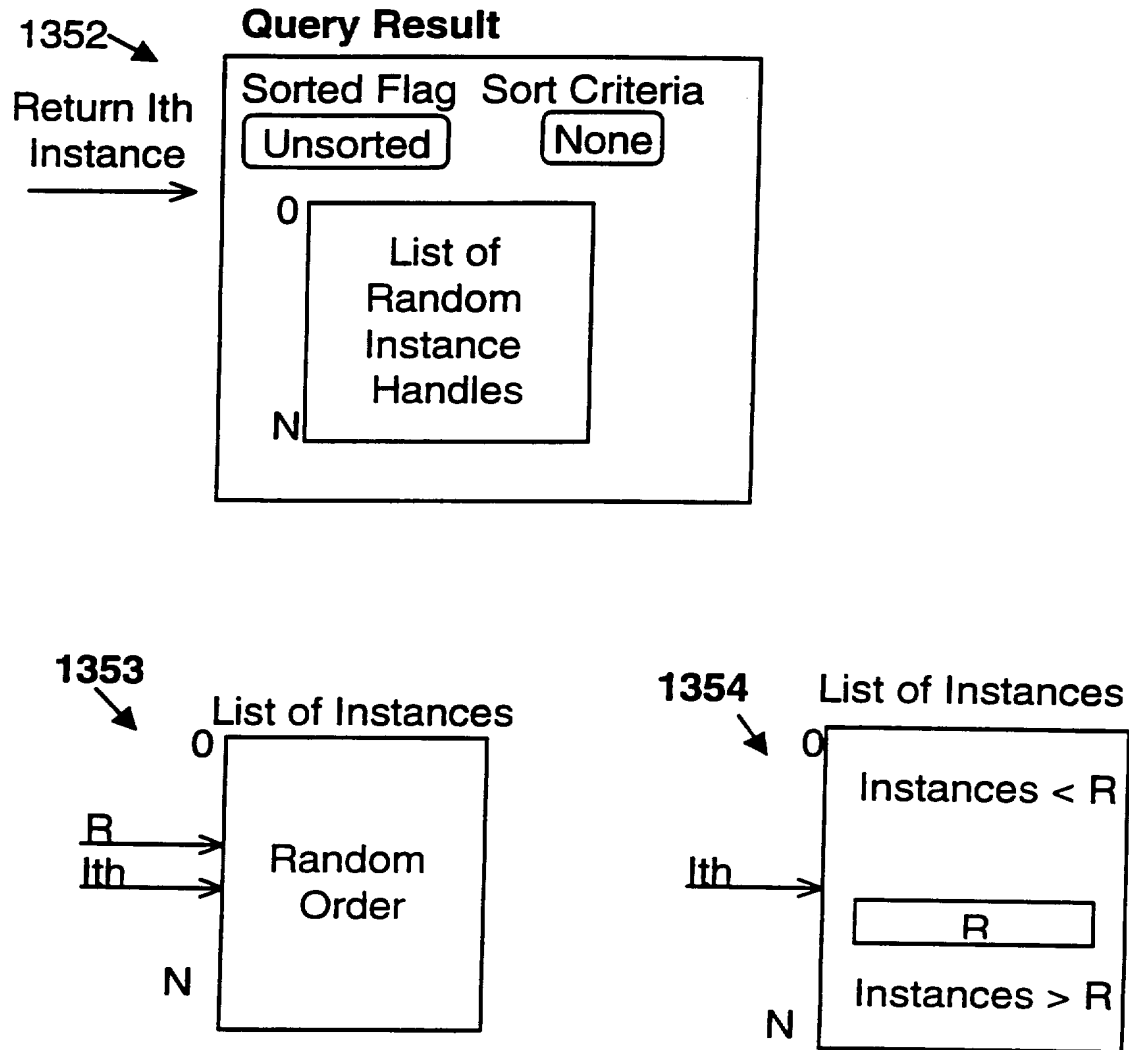 1352
Query Result
Return Ith
Instance
Sorted Flag Sort Criteria
Unsorted None
0
List of
Random
Instance
Handles
N
1353
List of Instances
0
R
Ith
Random
Order
N
1354
List of Instances
0
Instances < R
Ith
R
Instances > R
N